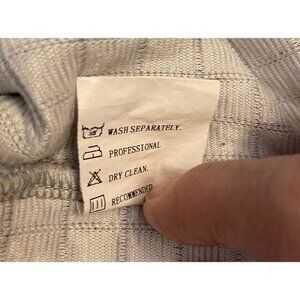 WASH SEPARATELY.
PROFESSIONAL
DRY CLEAN.
RECOMMENDED